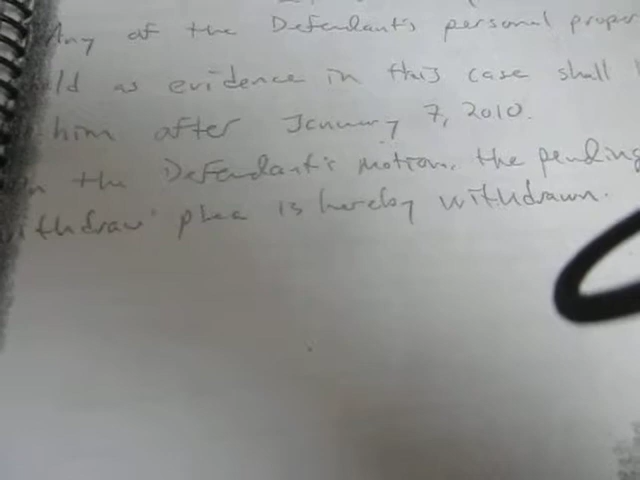 Any of the Defendant's personal proper
ld as evidence in this case shall
him after January 7, 2010.
n the Defendant's motion, the pending
withdraw plea is hereby withdrawn.